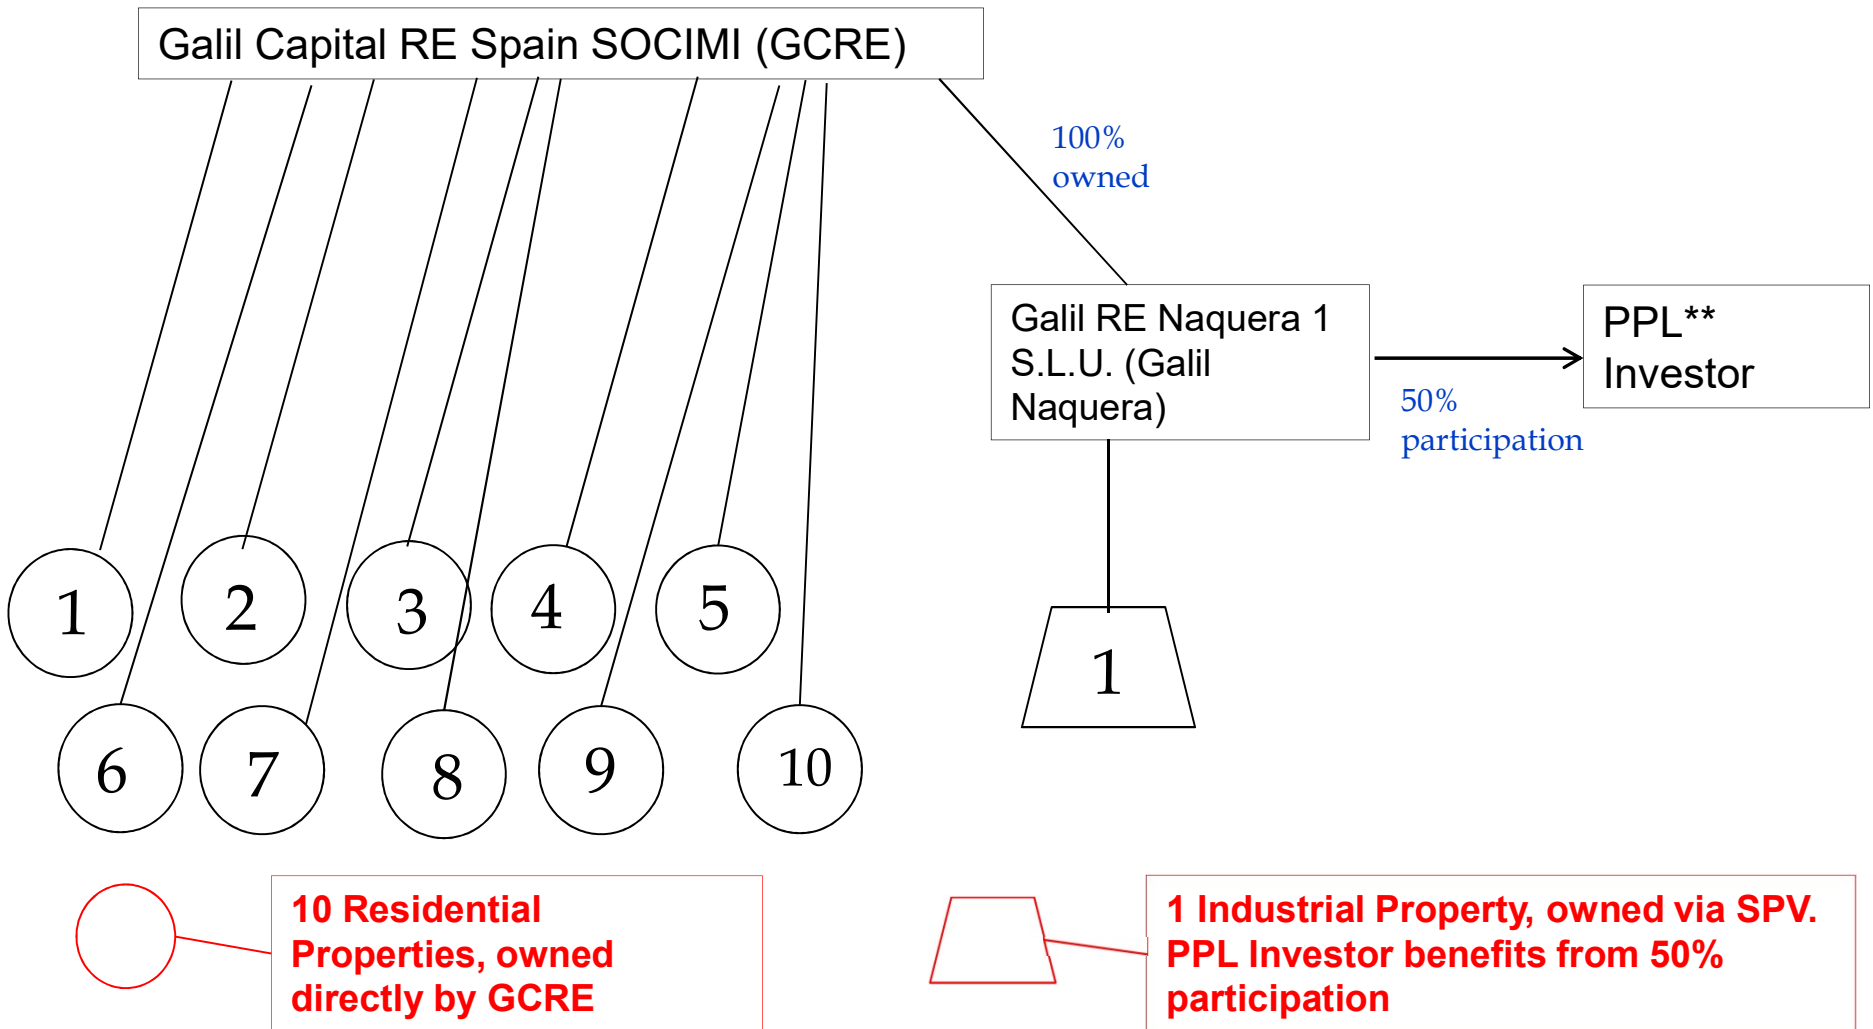 Galil Capital RE Spain SOCIMI (GCRE)
100%
owned
Galil RE Naquera 1
S.L.U. (Galil
Naquera)
PPL**
Investor
50%
participation
1
2
3
4
5
1
6
7
8
9
10
10 Residential
Properties, owned
directly by GCRE
1 Industrial Property, owned via SPV.
PPL Investor benefits from 50%
participation